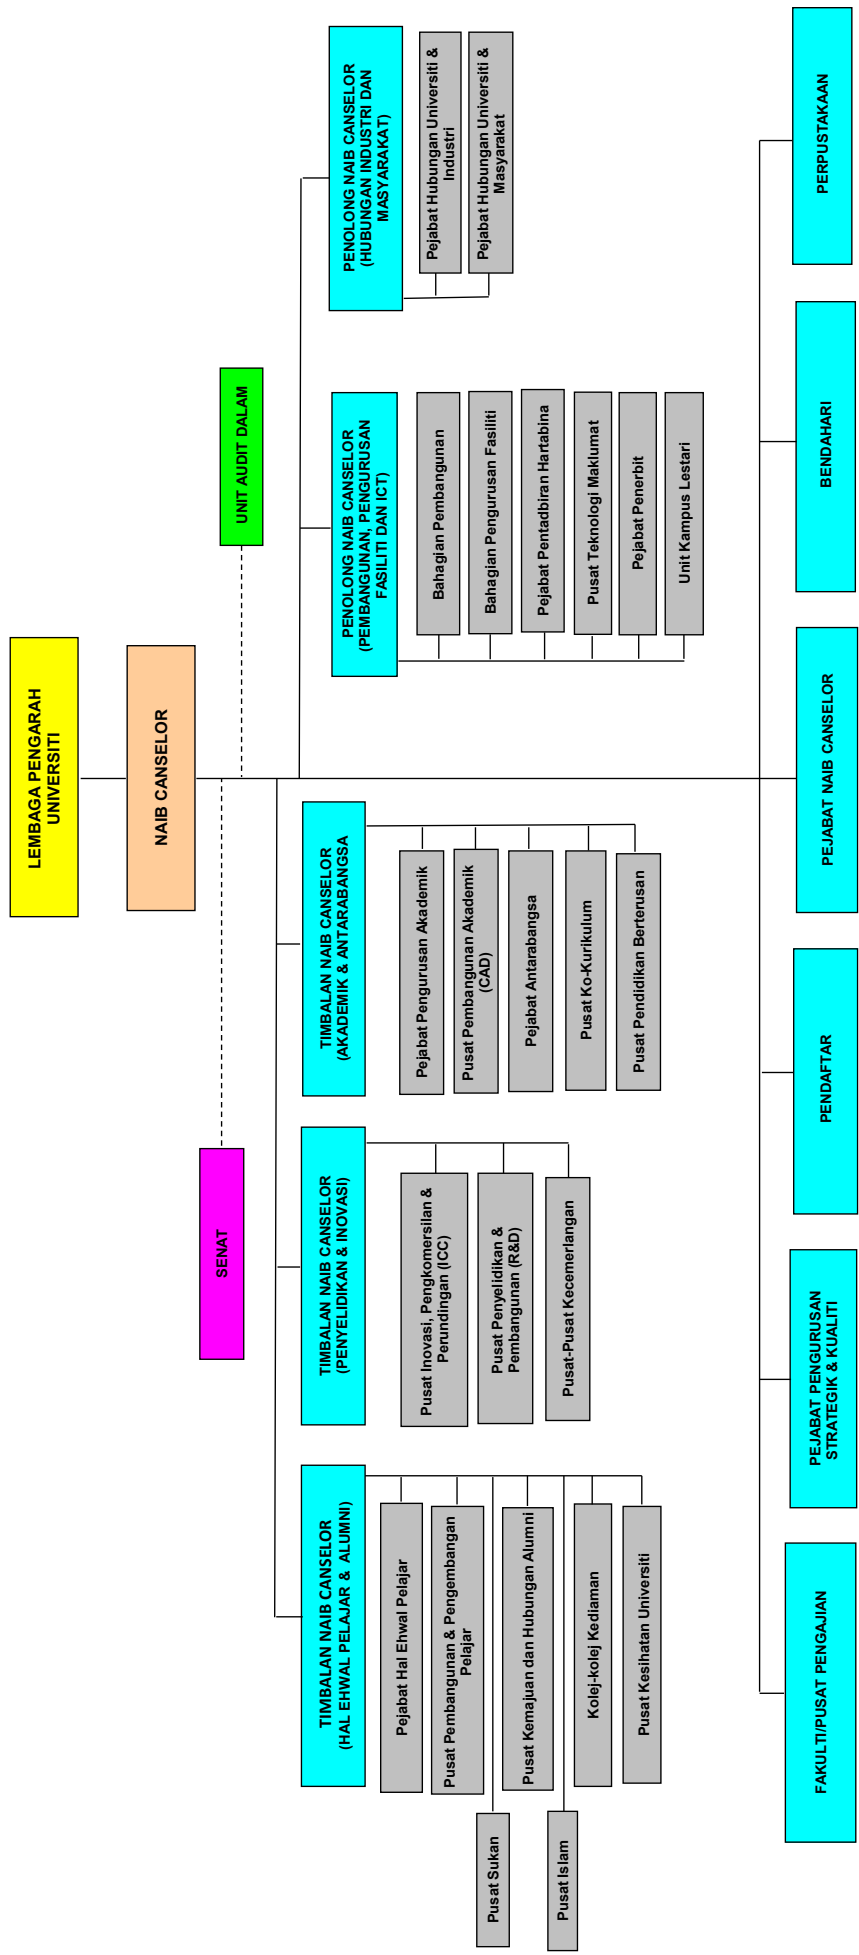 LEMBAGA PENGARAH
UNIVERSITI
NAIB CANSELOR
SENAT
UNIT AUDIT DALAM
TIMBALAN NAIB CANSELOR
(HAL EHWAL PELAJAR & ALUMNI)
Pejabat Hal Ehwal Pelajar
Pusat Pembangunan & Pengembangan
Pelajar
Pusat Sukan
Pusat Kemajuan dan Hubungan Alumni
Pusat Islam
Kolej-kolej Kediaman
Pusat Kesihatan Universiti
TIMBALAN NAIB CANSELOR
(PENYELIDIKAN & INOVASI)
Pusat Inovasi, Pengkomersilan &
Perundingan (ICC)
Pusat Penyelidikan &
Pembangunan (R&D)
Pusat-Pusat Kecemerlangan
TIMBALAN NAIB CANSELOR
(AKADEMIK & ANTARABANGSA
Pejabat Pengurusan Akademik
Pusat Pembangunan Akademik
(CAD)
Pejabat Antarabangsa
Pusat Ko-Kurikulum
Pusat Pendidikan Berterusan
PENOLONG NAIB CANSELOR
(PEMBANGUNAN, PENGURUSAN
FASILITI DAN ICT)
Bahagian Pembangunan
Bahagian Pengurusan Fasiliti
Pejabat Pentadbiran Hartabina
Pusat Teknologi Maklumat
Pejabat Penerbit
Unit Kampus Lestari
PENOLONG NAIB CANSELOR
(HUBUNGAN INDUSTRI DAN
MASYARAKAT)
Pejabat Hubungan Universiti &
Industri
Pejabat Hubungan Universiti &
Masyarakat
FAKULTI/PUSAT PENGAJIAN
PEJABAT PENGURUSAN
STRATEGIK & KUALITI
PENDAFTAR
PEJABAT NAIB CANSELOR
BENDAHARI
PERPUSTAKAAN